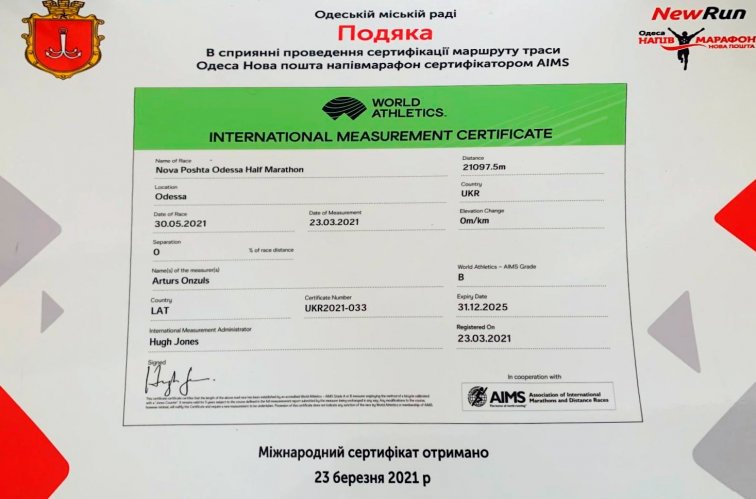 Одеській міській раді
Подяка
В сприянні проведення сертифікації маршруту траси
Одеса Нова пошта напівмарафон сертифікатором AIMS
NewRun
Одеса
НАПІВ МАРАФОН
НОВА ПОШТА
WORLD
ATHLETICS.
INTERNATIONAL MEASUREMENT CERTIFICATE
Name of Race
Nova Poshta Odessa Half Marathon
Distance
21097.5m
Location
Odessa
Country
UKR
Date of Race
30.05.2021
Date of Measurement
23.03.2021
Elevation Change
0m/km
Separation
0
% of race distance
Name(s) of the measurer(s)
Arturs Onzuls
World Athletics – AIMS Grade
B
Country
LAT
Certificate Number
UKR2021-033
Expiry Date
31.12.2025
International Measurement Administrator
Hugh Jones
Registered On
23.03.2021
Signed
In cooperation with
AIMS
Association of International
Marathons and Distance Races
Міжнародний сертифікат отримано
23 березня 2021 р